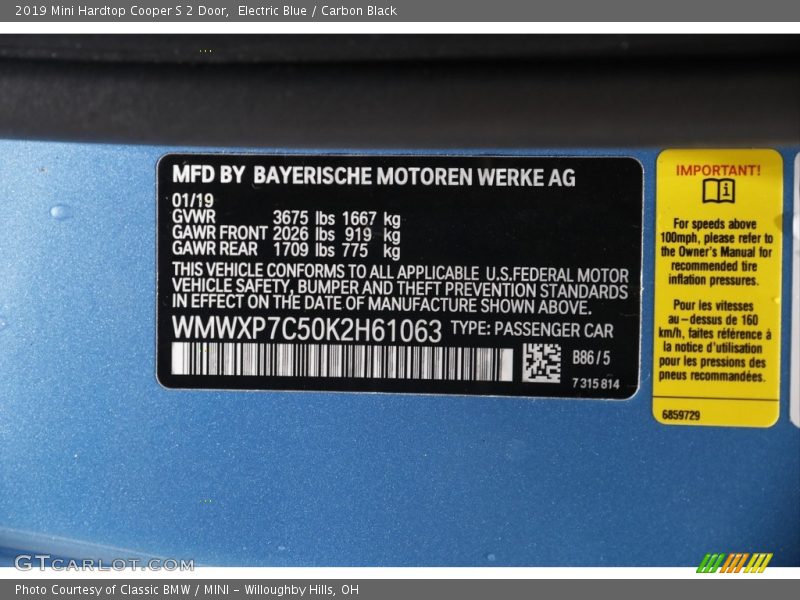 2019 Mini Hardtop Cooper S 2 Door,  Electric Blue / Carbon Black
MFD BY BAYERISCHE MOTOREN WERKE AG
01/19
GVWR 3675 lbs 1667 kg
GAWR FRONT 2026 lbs 919 kg
GAWR REAR 1709 lbs 775 kg
THIS VEHICLE CONFORMS TO ALL APPLICABLE U.S.FEDERAL MOTOR
VEHICLE SAFETY, BUMPER AND THEFT PREVENTION STANDARDS
IN EFFECT ON THE DATE OF MANUFACTURE SHOWN ABOVE.
WMWXP7C50K2H61063 TYPE: PASSENGER CAR
B86/5
7 315 814
IMPORTANT!
For speeds above
100mph, please refer to
the Owner's Manual for
recommended tire
inflation pressures.
Pour les vitesses
au-dessus de 160
km/h, faites référence à
la notice d'utilisation
pour les pressions des
pneus recommandées.
6859729
GTCARLOT.COM
Photo Courtesy of Classic BMW / MINI - Willoughby Hills, OH